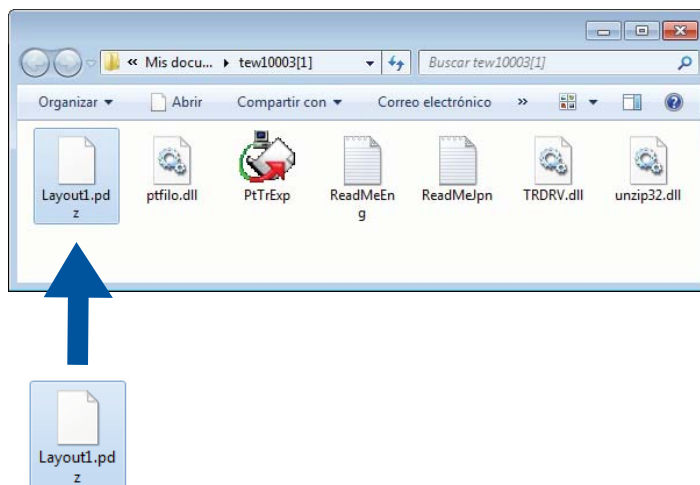 « Mis docu... ▸ tew10003[1]
Buscar tew10003[1]
Organizar
Abrir
Compartir con
Correo electrónico
»
Layout1.pd
z
ptfilo.dll
PtTrExp
ReadMeEn
g
ReadMeJpn
TRDRV.dll
unzip32.dll
Layout1.pd
z